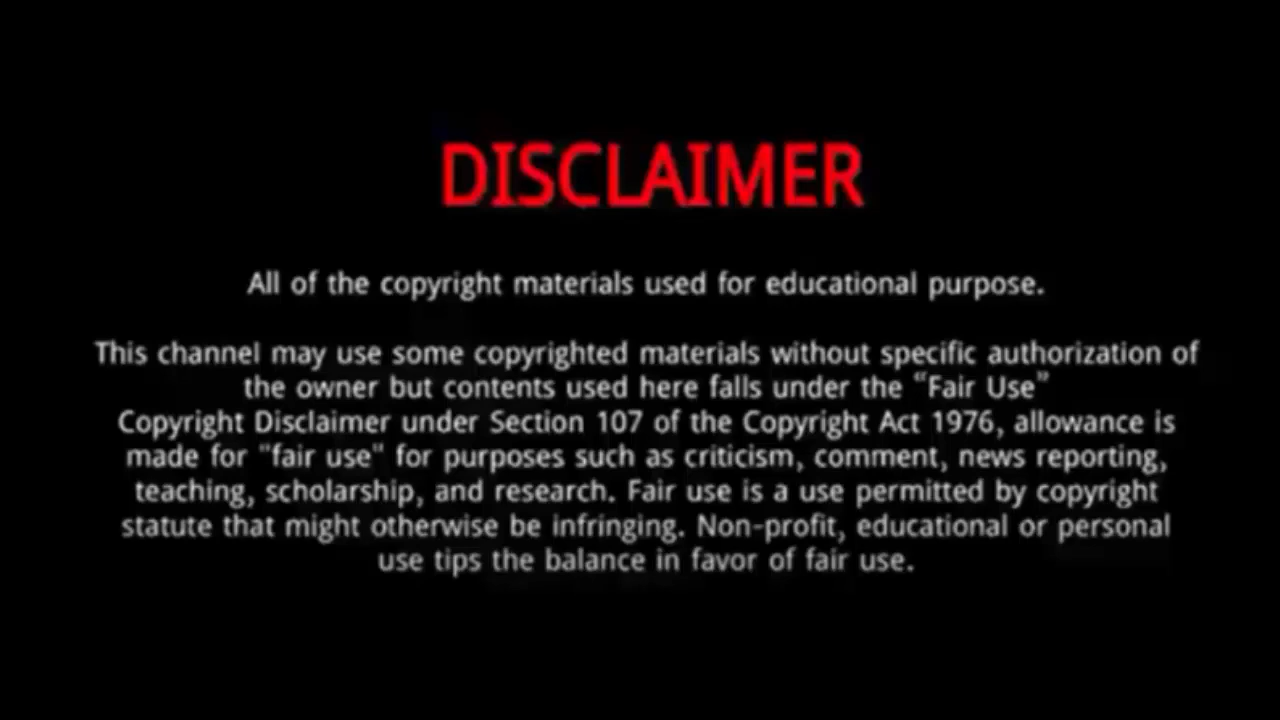 DISCLAIMER
All of the copyright materials used for educational purpose.
This channel may use some copyrighted materials without specific authorization of
the owner but contents used here falls under the “Fair Use”
Copyright Disclaimer under Section 107 of the Copyright Act 1976, allowance is
made for "fair use" for purposes such as criticism, comment, news reporting,
teaching, scholarship, and research. Fair use is a use permitted by copyright
statute that might otherwise be infringing. Non-profit, educational or personal
use tips the balance in favor of fair use.